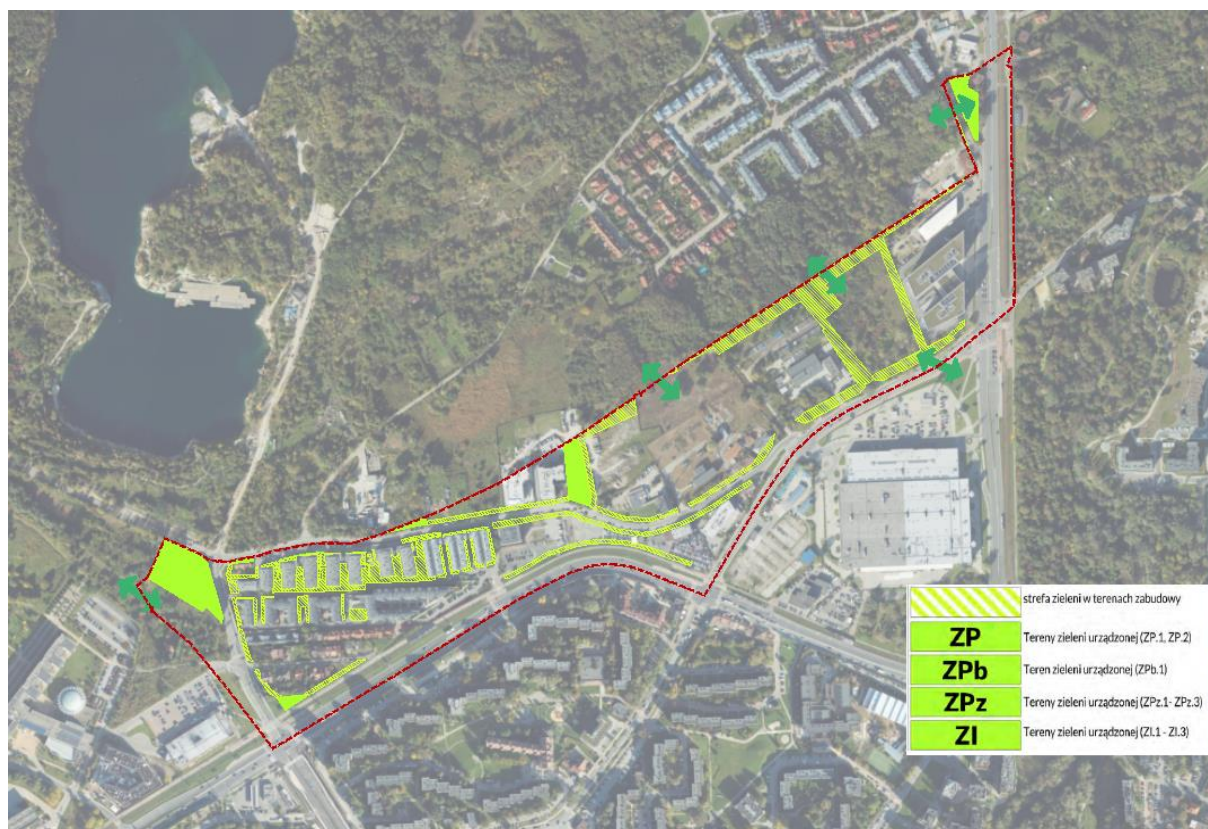 strefa zieleni w terenach zabudowy
ZP Tereny zieleni urządzonej (ZP.1, ZP.2)
ZPb Teren zieleni urządzonej (ZPb.1)
ZPz Tereny zieleni urządzonej (ZPz.1- ZPz.3)
ZI Tereny zieleni urządzonej (ZI.1 - ZI.3)